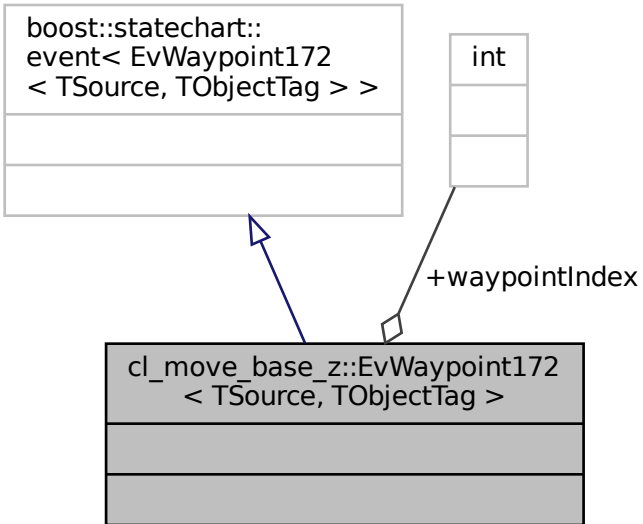 boost::statechart::
event< EvWaypoint172
< TSource, TObjectTag > >
int
+waypointIndex
cl_move_base_z::EvWaypoint172
< TSource, TObjectTag >